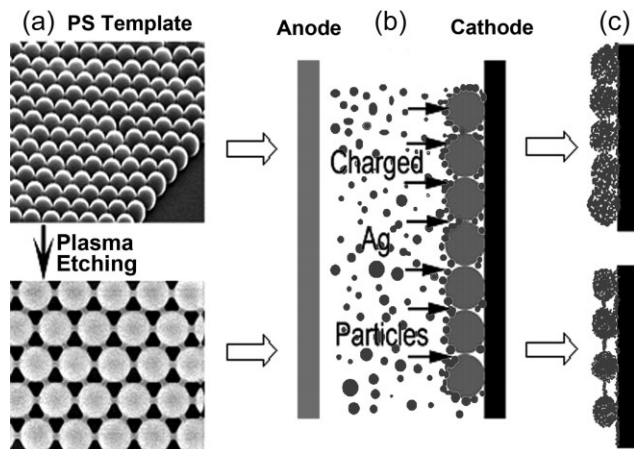 (a) PS Template
Plasma
Etching
Anode (b) Cathode
Charged
Ag
Particles
(c)